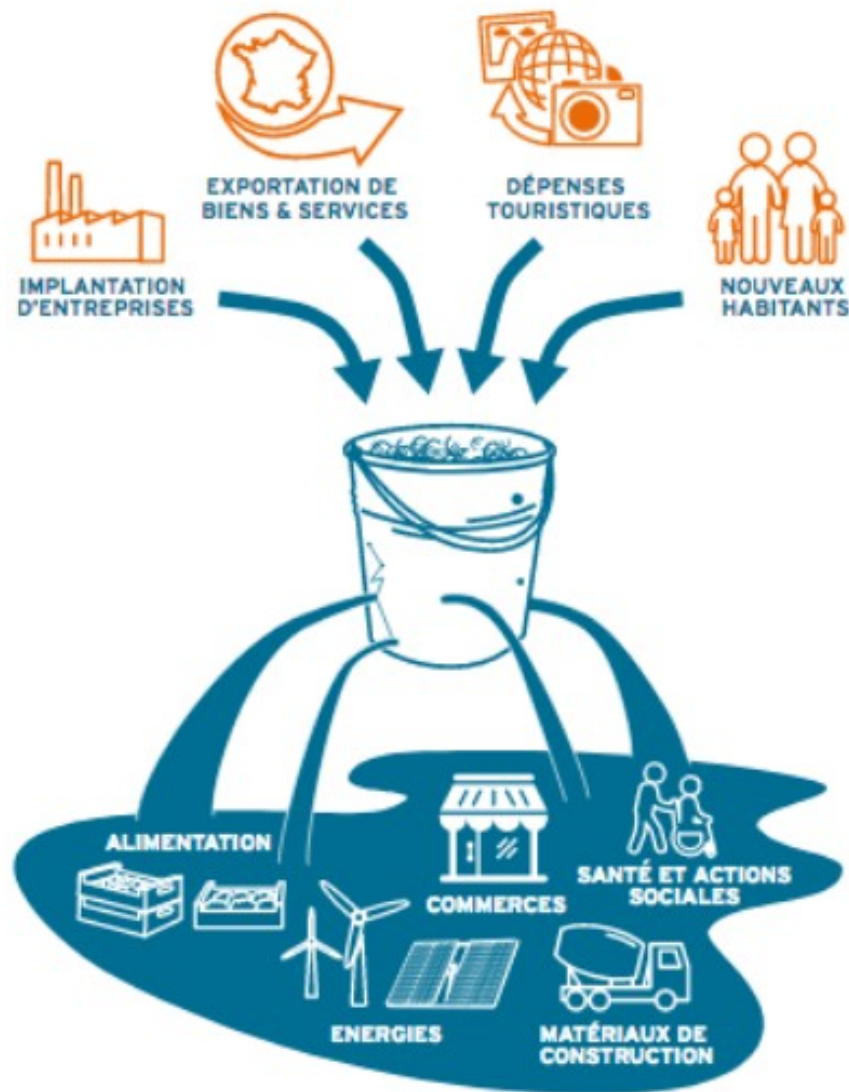 EXPORTATION DE
BIENS & SERVICES
DÉPENSES
TOURISTIQUES
IMPLANTATION
D'ENTREPRISES
NOUVEAUX
HABITANTS
ALIMENTATION
COMMERCES
SANTÉ ET ACTIONS
SOCIALES
ENERGIES
MATÉRIAUX DE
CONSTRUCTION